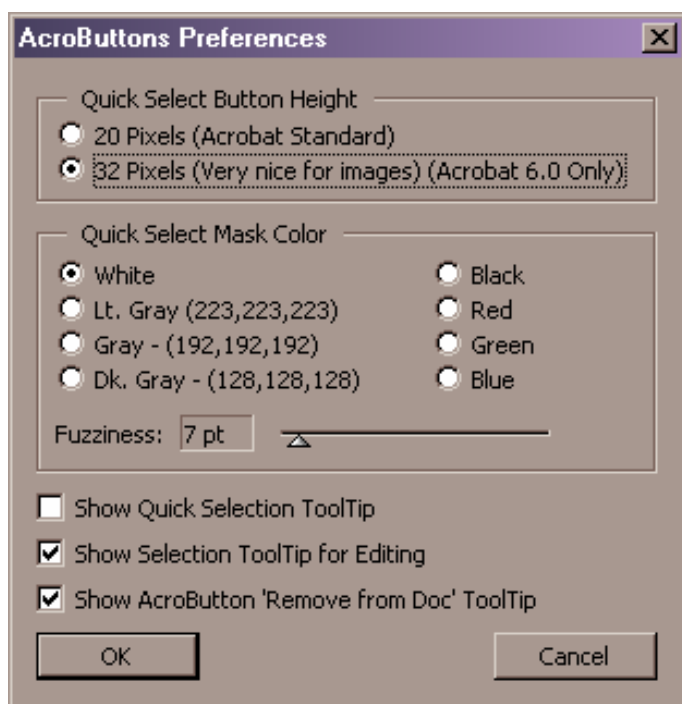 AcroButtons Preferences
Quick Select Button Height
20 Pixels (Acrobat Standard)
32 Pixels (Very nice for images) (Acrobat 6.0 Only)
Quick Select Mask Color
White
Black
Lt. Gray (223,223,223)
Red
Gray - (192,192,192)
Green
Dk. Gray - (128,128,128)
Blue
Fuzziness: 7 pt
Show Quick Selection ToolTip
Show Selection ToolTip for Editing
Show AcroButton 'Remove from Doc' ToolTip
OK
Cancel